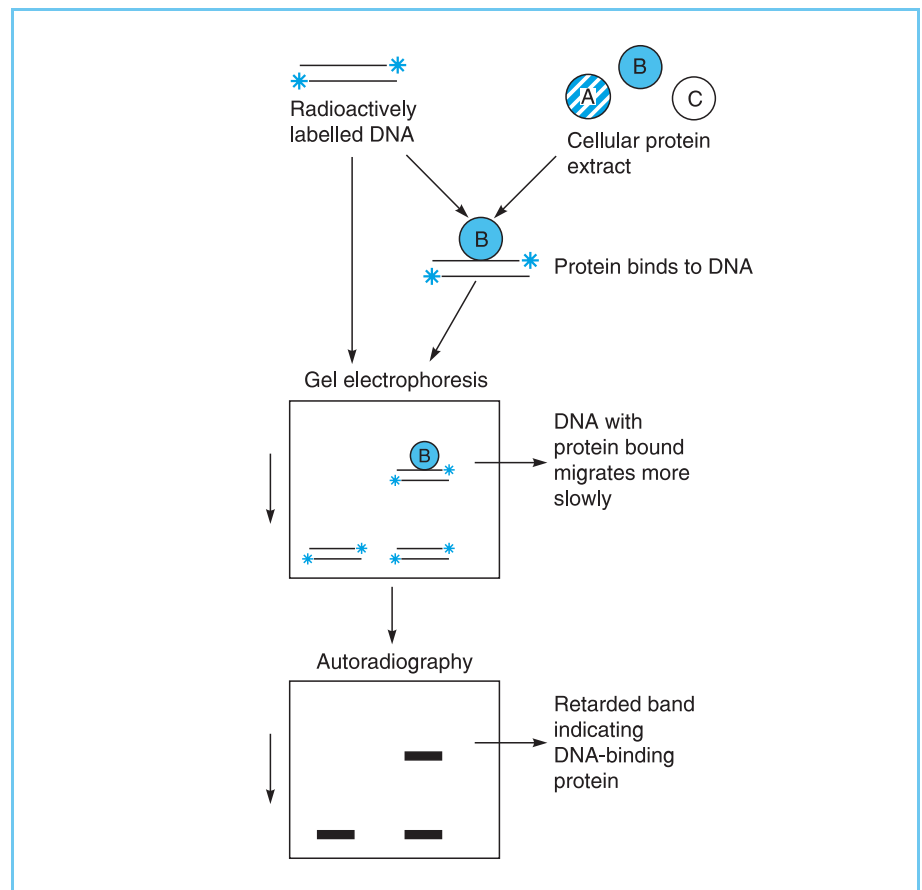 Radioactively
labelled DNA
A
B
C
Cellular protein
extract
B
Protein binds to DNA
Gel electrophoresis
B
DNA with
protein bound
migrates more
slowly
Autoradiography
Retarded band
indicating
DNA-binding
protein